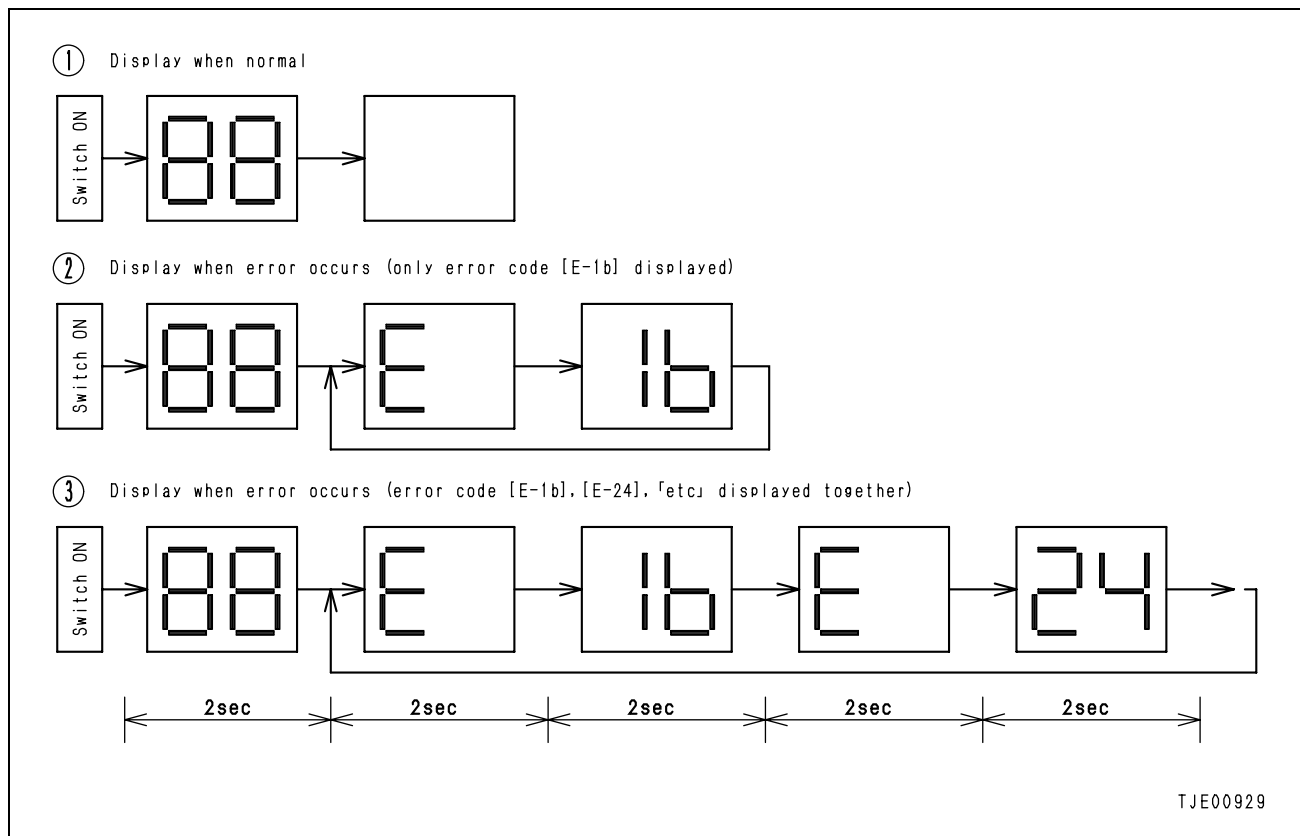 ① Display when normal
Switch ON
88
② Display when error occurs (only error code [E-1b] displayed)
Switch ON
88
E
1b
③ Display when error occurs (error code [E-1b], [E-24], 「etc」 displayed together)
Switch ON
88
E
1b
E
24
2sec 2sec 2sec 2sec 2sec
TJE00929